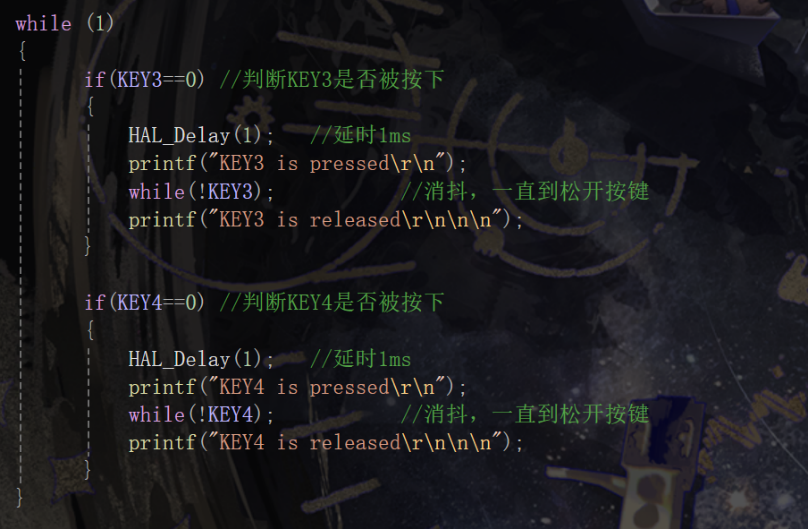 while (1)
{
if(KEY3==0) //判断KEY3是否被按下
{
HAL_Delay(1); //延时1ms
printf("KEY3 is pressed\r\n");
while(!KEY3); //消抖，一直到松开按键
printf("KEY3 is released\r\n\n\n");
}
if(KEY4==0) //判断KEY4是否被按下
{
HAL_Delay(1); //延时1ms
printf("KEY4 is pressed\r\n");
while(!KEY4); //消抖，一直到松开按键
printf("KEY4 is released\r\n\n\n");
}
}